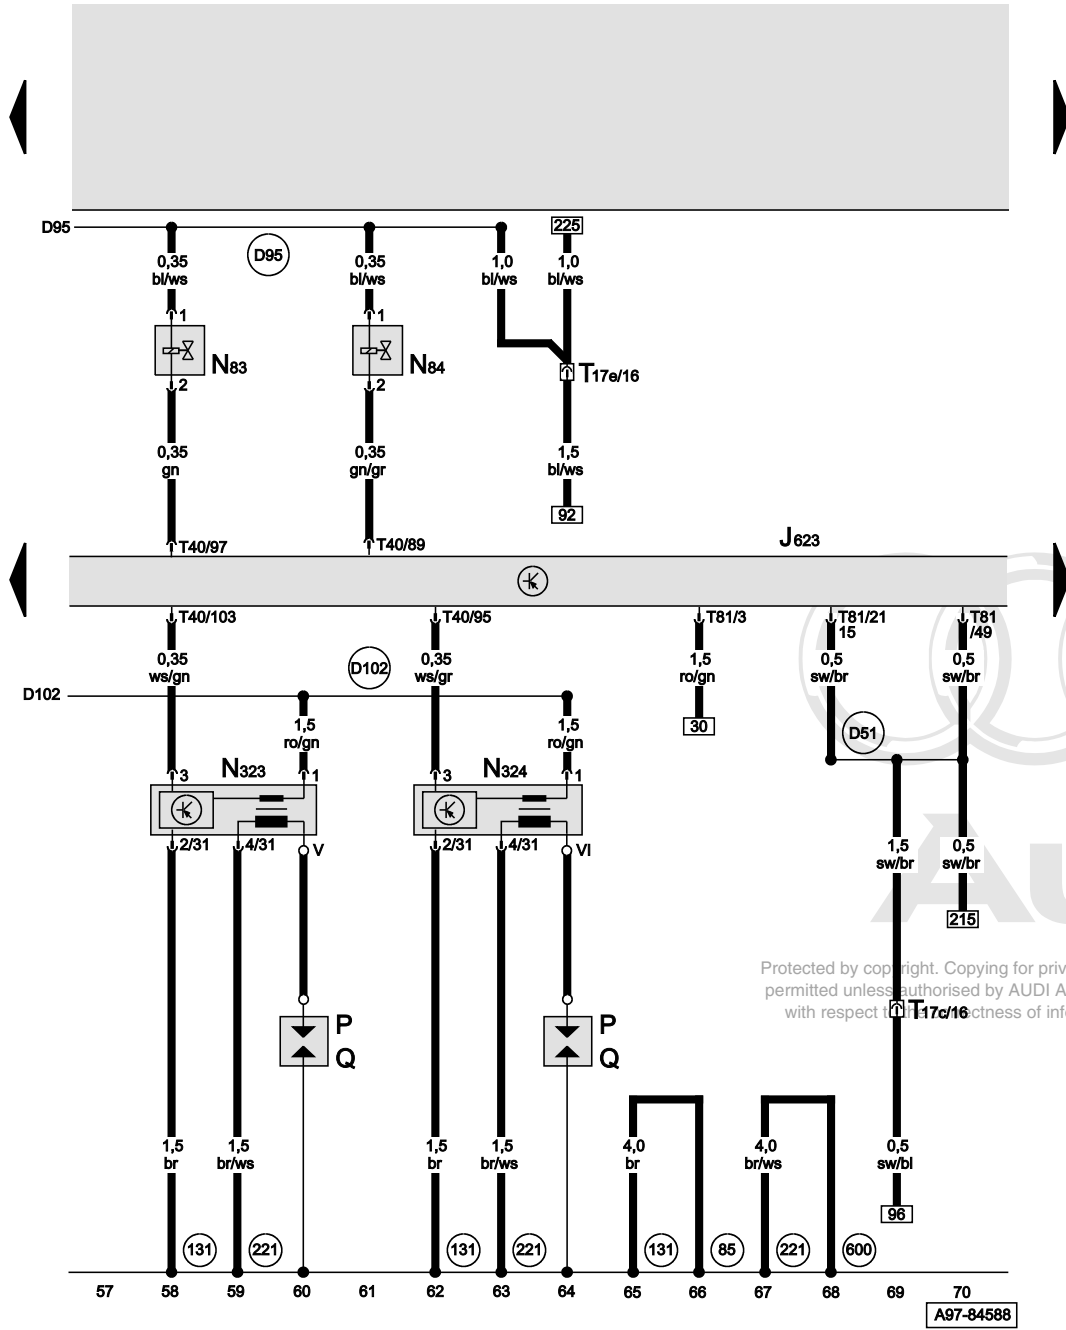 D95
225
D95
0,35
bl/ws
0,35
bl/ws
1,0
bl/ws
1,0
bl/ws
1
1
N83
N84
T17e/16
2
2
0,35
gn
0,35
gn/gr
1,5
bl/ws
92
T40/97
T40/89
J623
T40/103
T40/95
T81/3
T81/21
15
T81
/49
0,35
ws/gn
D102
0,35
ws/gr
1,5
ro/gn
0,5
sw/br
0,5
sw/br
D102
1,5
ro/gn
1,5
ro/gn
30
D51
3
N323
1
3
N324
1
2/31
4/31
V
2/31
4/31
VI
1,5
sw/br
0,5
sw/br
215
AU
Protected by copyright. Copying for priv
permitted unless authorised by AUDI A
with respect to the correctness of inf
T17c/16
P
Q
P
Q
1,5
br
1,5
br/ws
1,5
br
1,5
br/ws
4,0
br
4,0
br/ws
0,5
sw/bl
96
131
221
131
221
131
85
221
600
57 58 59 60 61 62 63 64 65 66 67 68 69 70
A97-84588